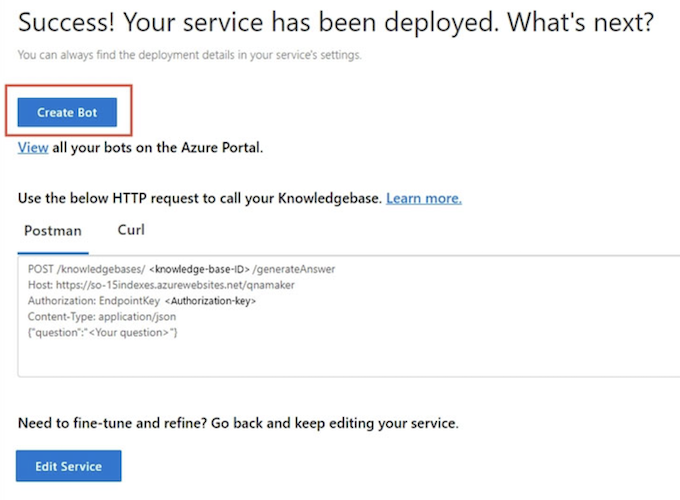 Success! Your service has been deployed. What's next?
You can always find the deployment details in your service's settings.
Create Bot
View all your bots on the Azure Portal.
Use the below HTTP request to call your Knowledgebase. Learn more.
Postman Curl
POST /knowledgebases/ <knowledge-base-ID> /generateAnswer
Host: https://so-15indexes.azurewebsites.net/qnamaker
Authorization: EndpointKey <Authorization-key>
Content-Type: application/json
{"question":"<Your question>"}
Need to fine-tune and refine? Go back and keep editing your service.
Edit Service